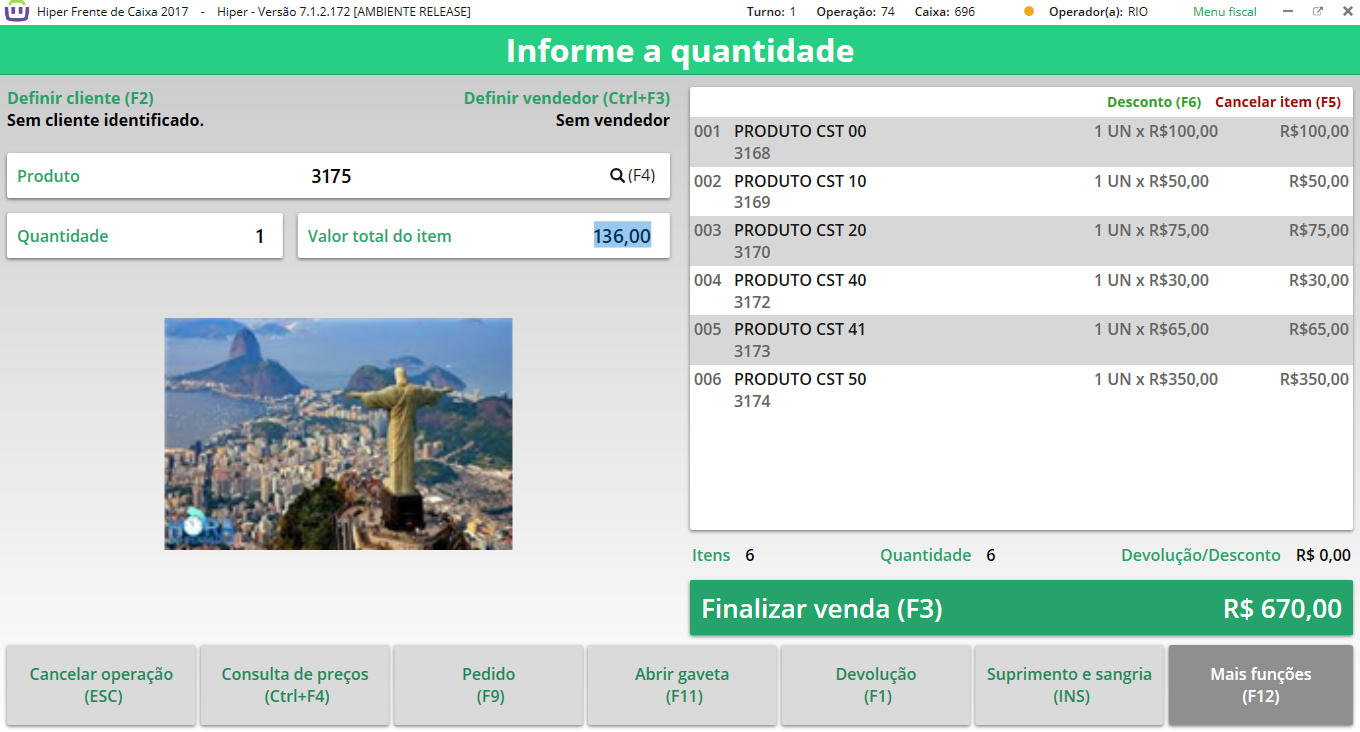 Hiper Frente de Caixa 2017 - Hiper - Versão 7.1.2.172 [AMBIENTE RELEASE] Turno: 1 Operação: 74 Caixa: 696 Operador(a): RIO Menu fiscal
Informe a quantidade
Definir cliente (F2) Definir vendedor (Ctrl+F3)
Sem cliente identificado. Sem vendedor
Produto 3175 (F4)
Quantidade 1 Valor total do item 136,00
HORA
Desconto (F6) Cancelar item (F5)
001 PRODUTO CST 00 1 UN x R$100,00 R$100,00
3168
002 PRODUTO CST 10 1 UN x R$50,00 R$50,00
3169
003 PRODUTO CST 20 1 UN x R$75,00 R$75,00
3170
004 PRODUTO CST 40 1 UN x R$30,00 R$30,00
3172
005 PRODUTO CST 41 1 UN x R$65,00 R$65,00
3173
006 PRODUTO CST 50 1 UN x R$350,00 R$350,00
3174
Itens 6 Quantidade 6 Devolução/Desconto R$ 0,00
Finalizar venda (F3) R$ 670,00
Cancelar operação (ESC)
Consulta de preços (Ctrl+F4)
Pedido (F9)
Abrir gaveta (F11)
Devolução (F1)
Suprimento e sangria (INS)
Mais funções (F12)